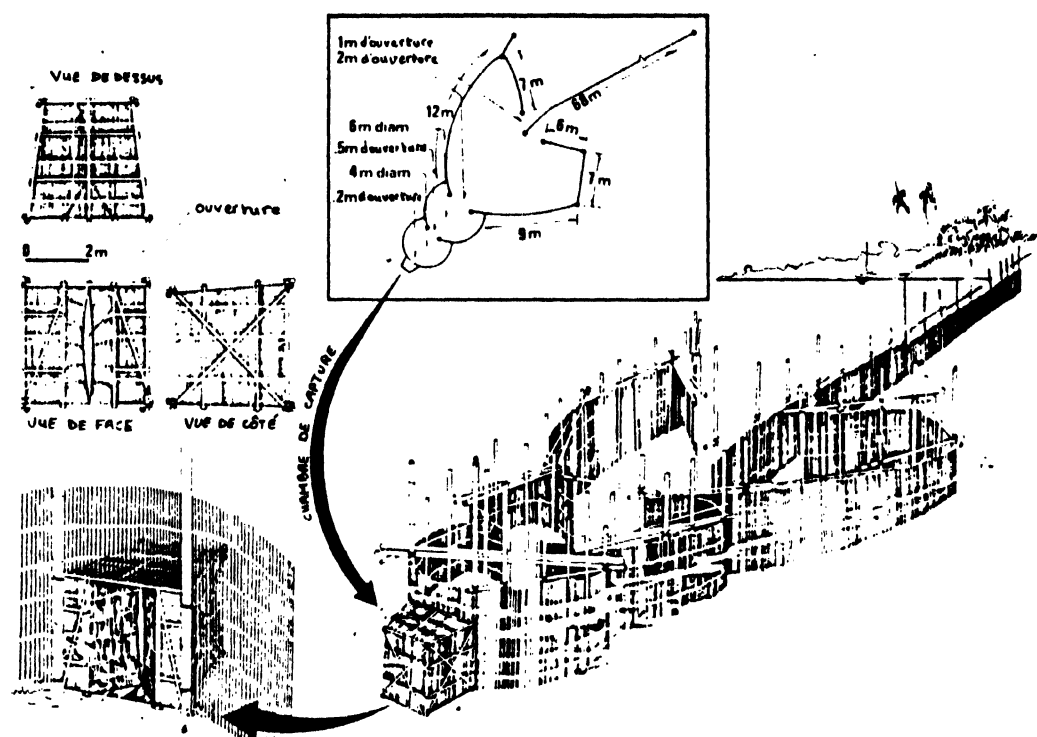 VUE DE DESSUS
ouverture
0 2m
VUE DE FACE
VUE DE CÔTÉ
1m d'ouverture
2m d'ouverture
12m
7m
68m
6m diam
.5m d'ouverture
4m diam
.2m d'ouverture
6m
7m
9m
CHAMBRE DE CAPTURE